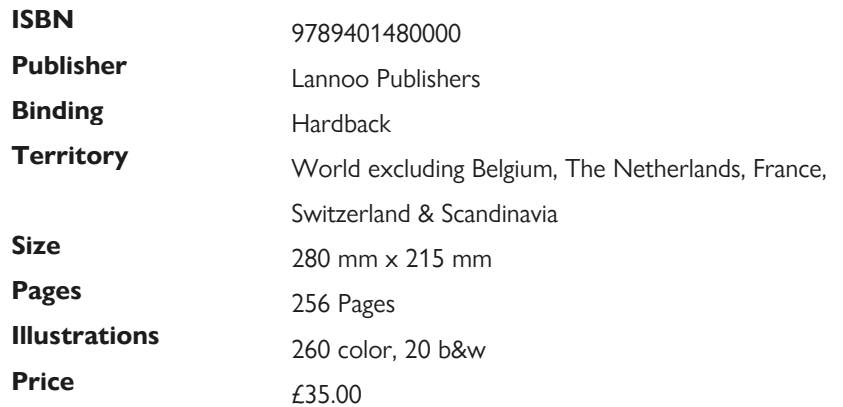 ISBN 9789401480000
Publisher Lannoo Publishers
Binding Hardback
Territory World excluding Belgium, The Netherlands, France,
Switzerland & Scandinavia
Size 280 mm x 215 mm
Pages 256 Pages
Illustrations 260 color, 20 b&w
Price £35.00